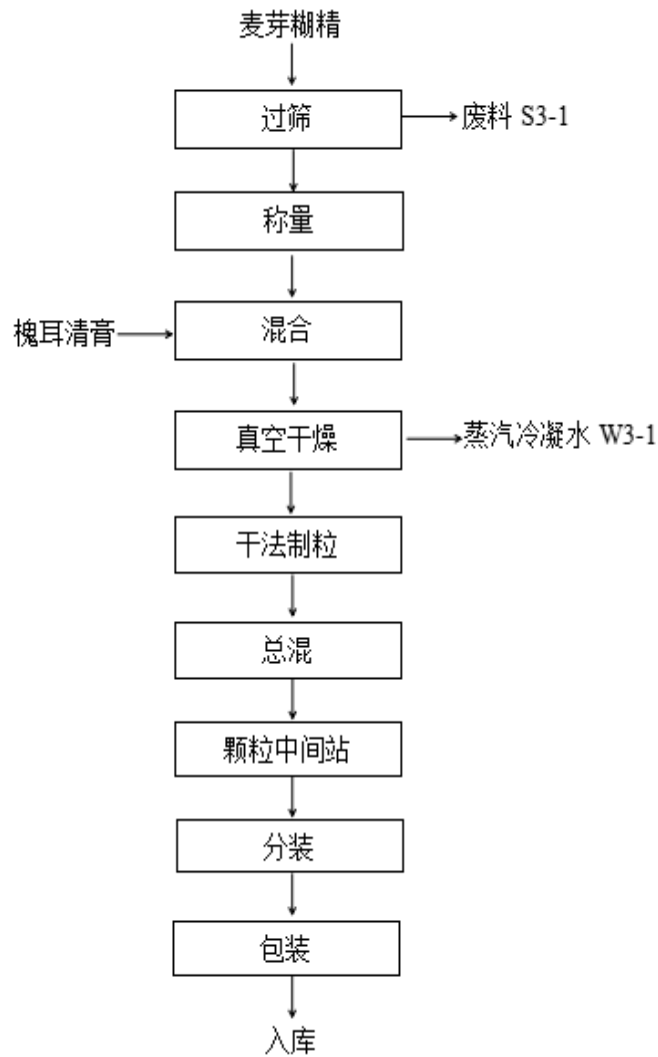 麦芽糊精
过筛
废料 S3-1
称量
槐耳清膏
混合
真空干燥
蒸汽冷凝水 W3-1
干法制粒
总混
颗粒中间站
分装
包装
入库